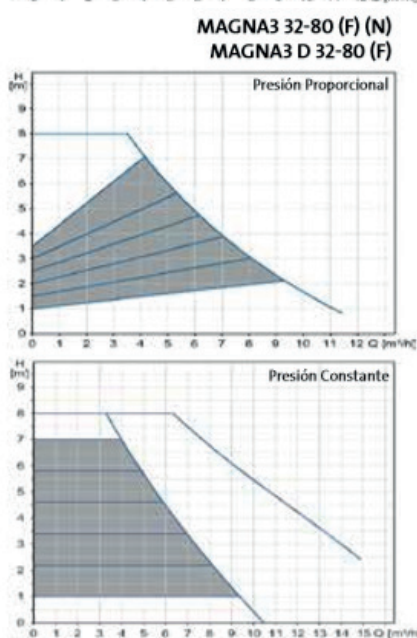 MAGNA3 32-80 (F) (N)
MAGNA3 D 32-80 (F)
H
[m]
Presión Proporcional
9
8
7
6
5
4
3
2
1
0
0 1 2 3 4 5 6 7 8 9 10 11 12 Q [m³/h]
H
[m]
Presión Constante
9
8
7
6
5
4
3
2
1
0
0 1 2 3 4 5 6 7 8 9 10 11 12 13 14 15 Q [m³/h]